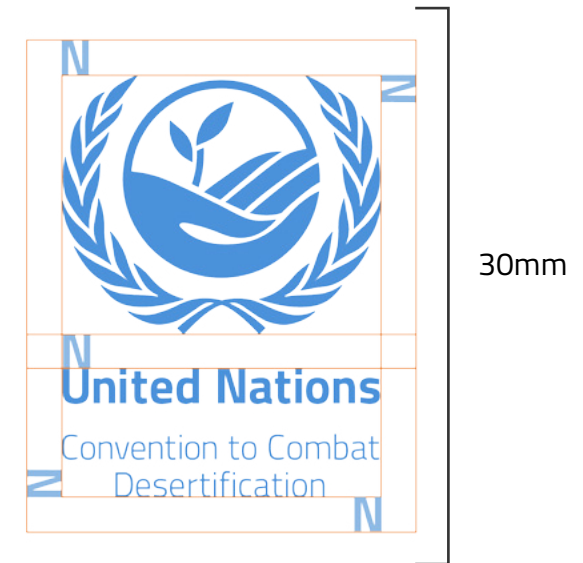 N
N
30mm
N
United Nations
Convention to Combat
Desertification
N
N